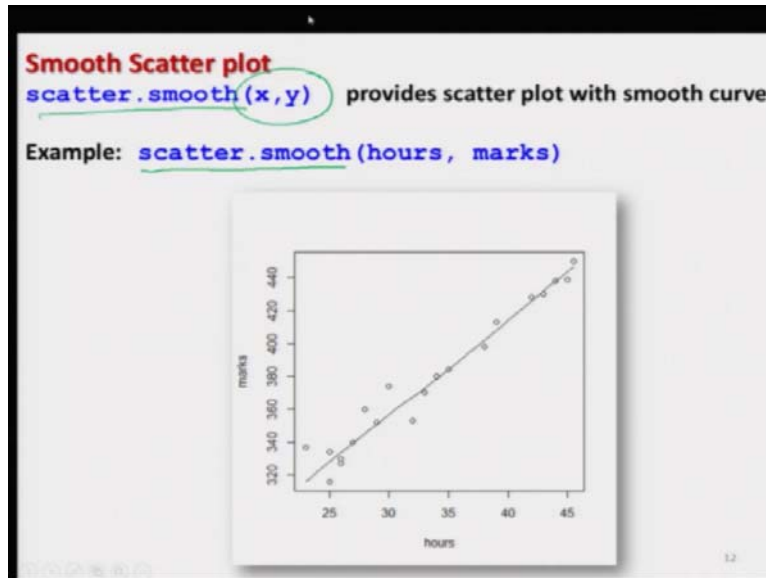 Smooth Scatter plot
scatter.smooth(x,y) provides scatter plot with smooth curve
Example: scatter.smooth(hours, marks)
440
420
400
380
360
340
320
marks
25 30 35 40 45
hours
12